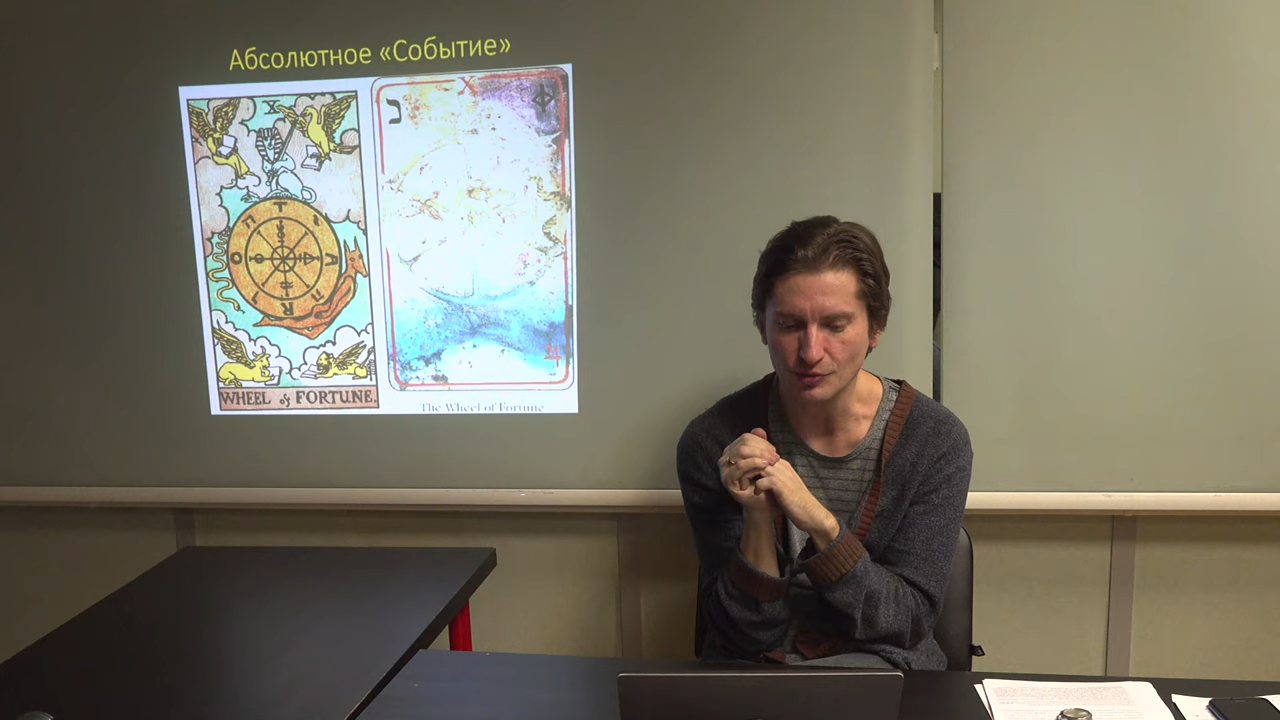 Абсолютное «Событие»
X
T
A
R
O
WHEEL of FORTUNE.
X
כ
The Wheel of Fortune